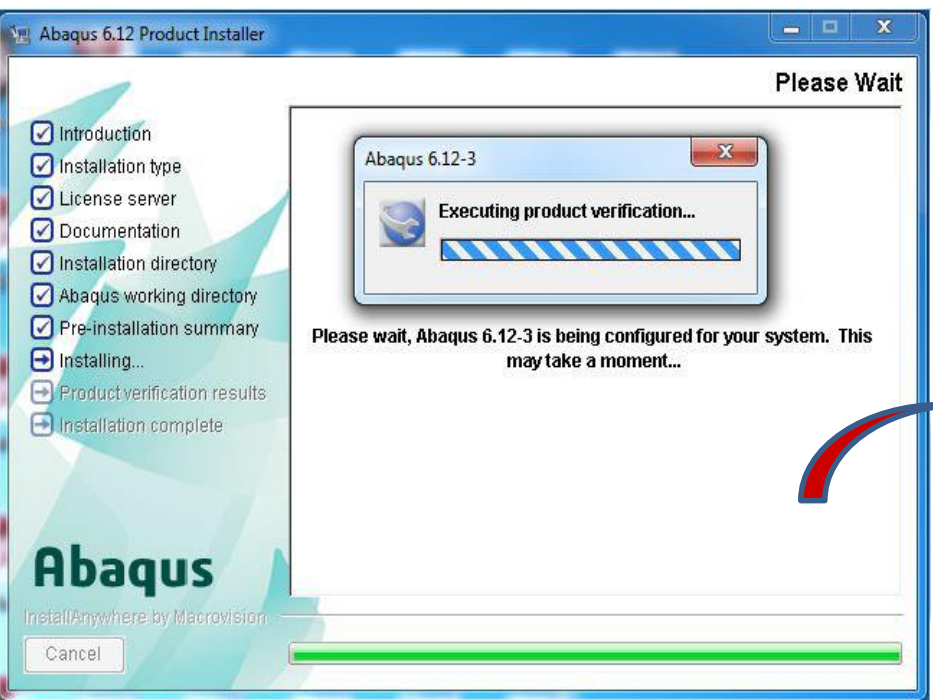 Abaqus 6.12 Product Installer
Please Wait
Introduction
Installation type
License server
Documentation
Installation directory
Abaqus working directory
Pre-installation summary
Installing...
Product verification results
Installation complete
Abaqus 6.12-3
Executing product verification...
Please wait, Abaqus 6.12-3 is being configured for your system. This
may take a moment...
Abaqus
InstallAnywhere by Macrovision
Cancel